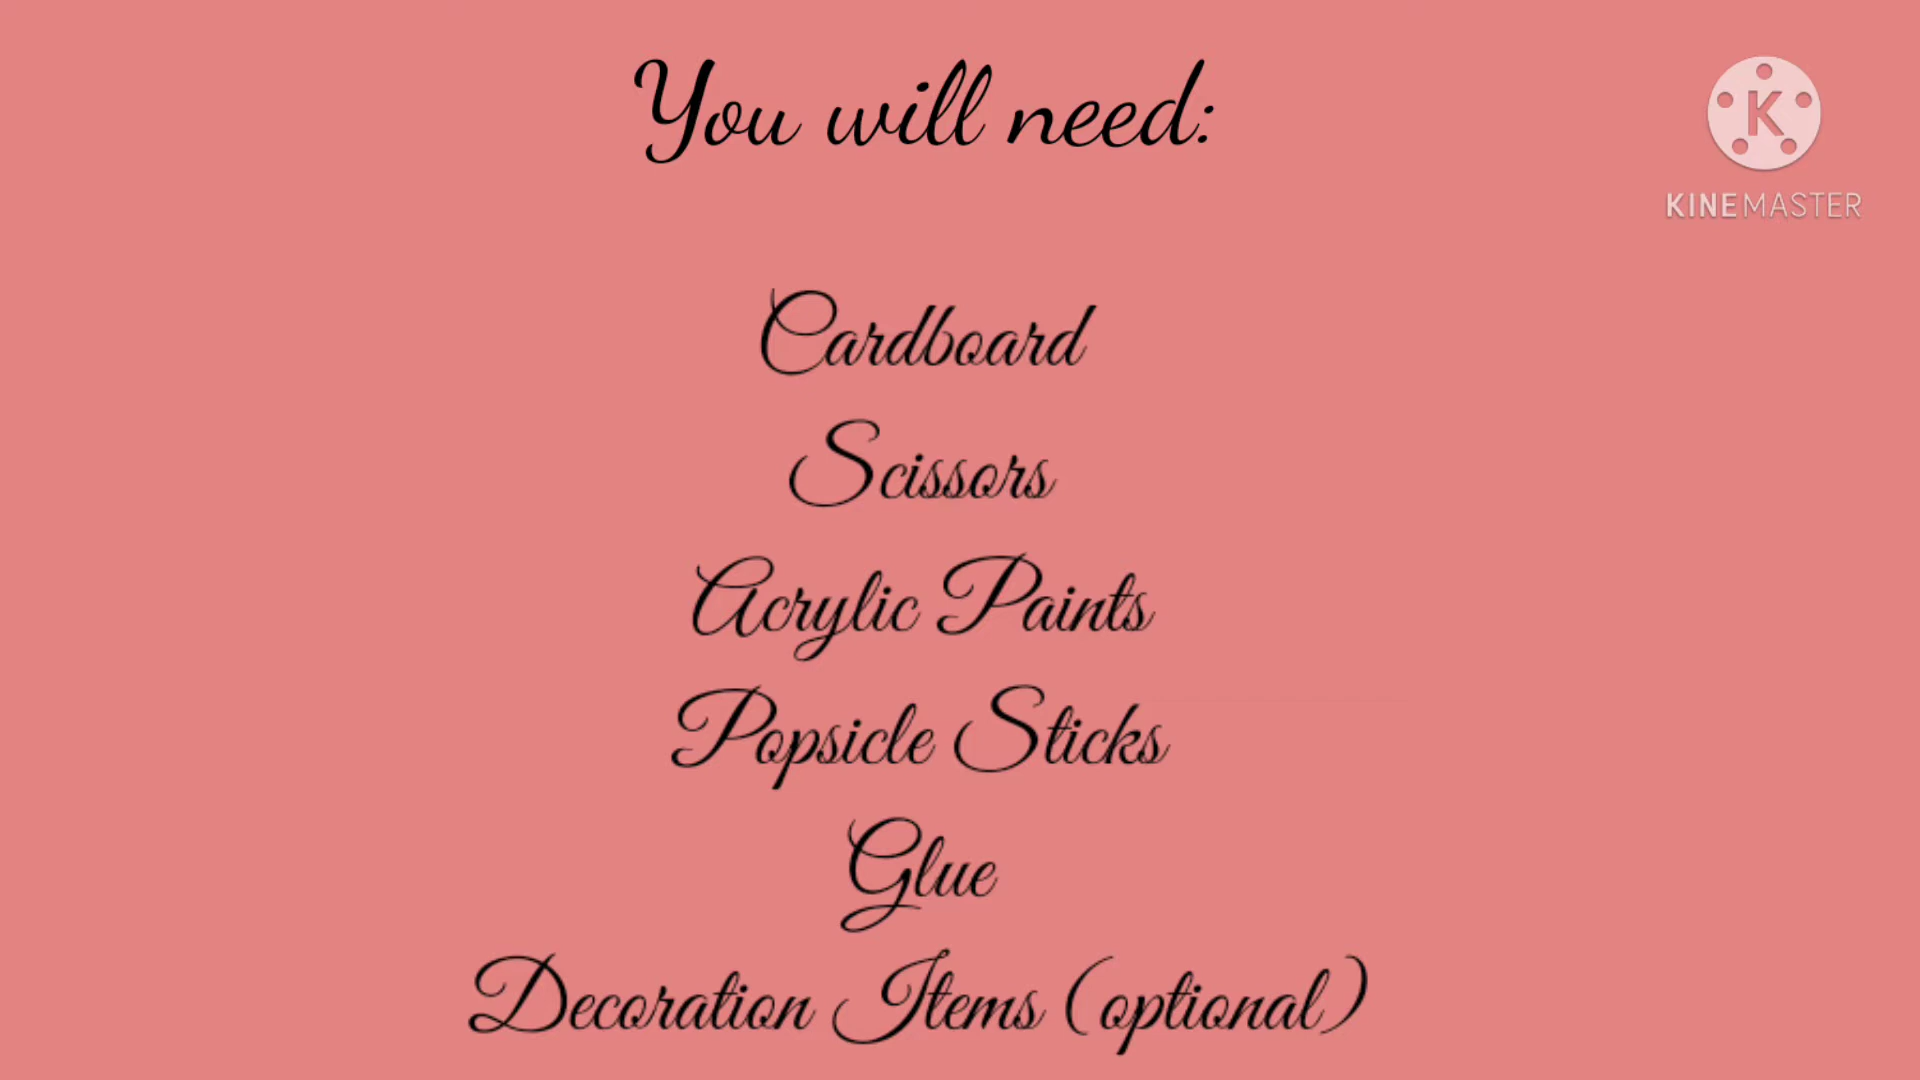 You will need:
K
KINEMASTER
Cardboard
Scissors
Acrylic Paints
Popsicle Sticks
Glue
Decoration Items (optional)